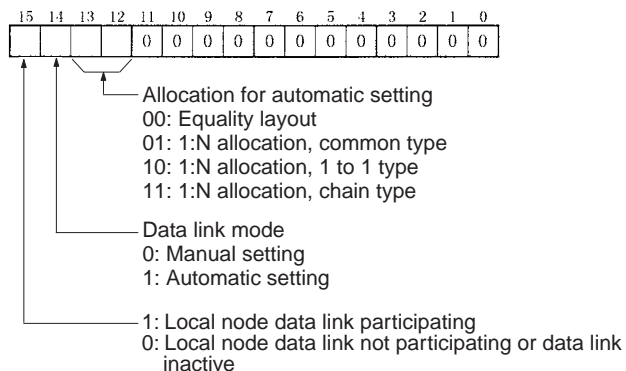 15 14 13 12 11 10 9 8 7 6 5 4 3 2 1 0
0 0 0 0 0 0 0 0 0 0 0 0
Allocation for automatic setting
00: Equality layout
01: 1:N allocation, common type
10: 1:N allocation, 1 to 1 type
11: 1:N allocation, chain type
Data link mode
0: Manual setting
1: Automatic setting
1: Local node data link participating
0: Local node data link not participating or data link
inactive